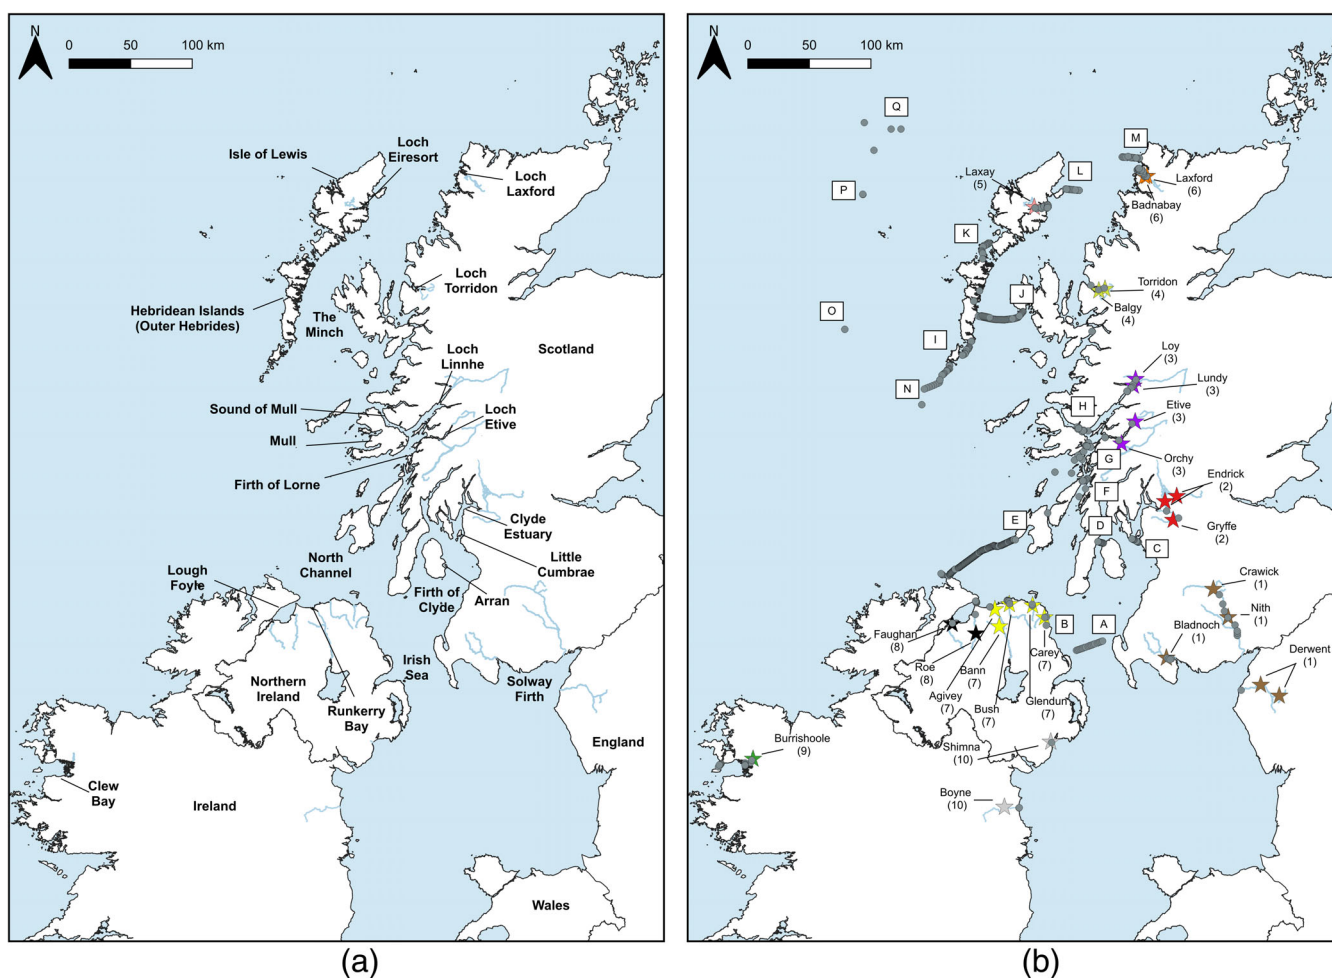 N
0 50 100 km
Isle of Lewis
Loch
Eiresort
Loch
Laxford
Loch
Torridon
Hebridean Islands
(Outer Hebrides)
The
Minch
Scotland
Loch
Linnhe
Sound of Mull
Loch
Etive
Mull
Firth of Lorne
Clyde
Estuary
North
Channel
Little
Cumbrae
Lough
Foyle
Firth of
Clyde
Arran
Irish
Sea
Solway
Firth
Northern
Ireland
Runkerry
Bay
England
Clew
Bay
Ireland
Wales
(a)
N
0 50 100 km
Q
M
Laxay
(5)
L
P
Laxford
(6)
Badnabay
(6)
K
J
Torridon
(4)
O
Balgy
(4)
I
Loy
(3)
N
Lundy
(3)
H
Etive
(3)
G
Orchy
(3)
F
Endrick
(2)
E
D
Gryffe
(2)
C
Crawick
(1)
Nith
(1)
B
A
Faughan
(8)
Bladnoch
(1)
Carey
(7)
Roe
(8)
Bann
(7)
Derwent
(1)
Agivey
(7)
Bush
(7)
Glendun
(7)
Burrishoole
(9)
Shimna
(10)
Boyne
(10)
(b)